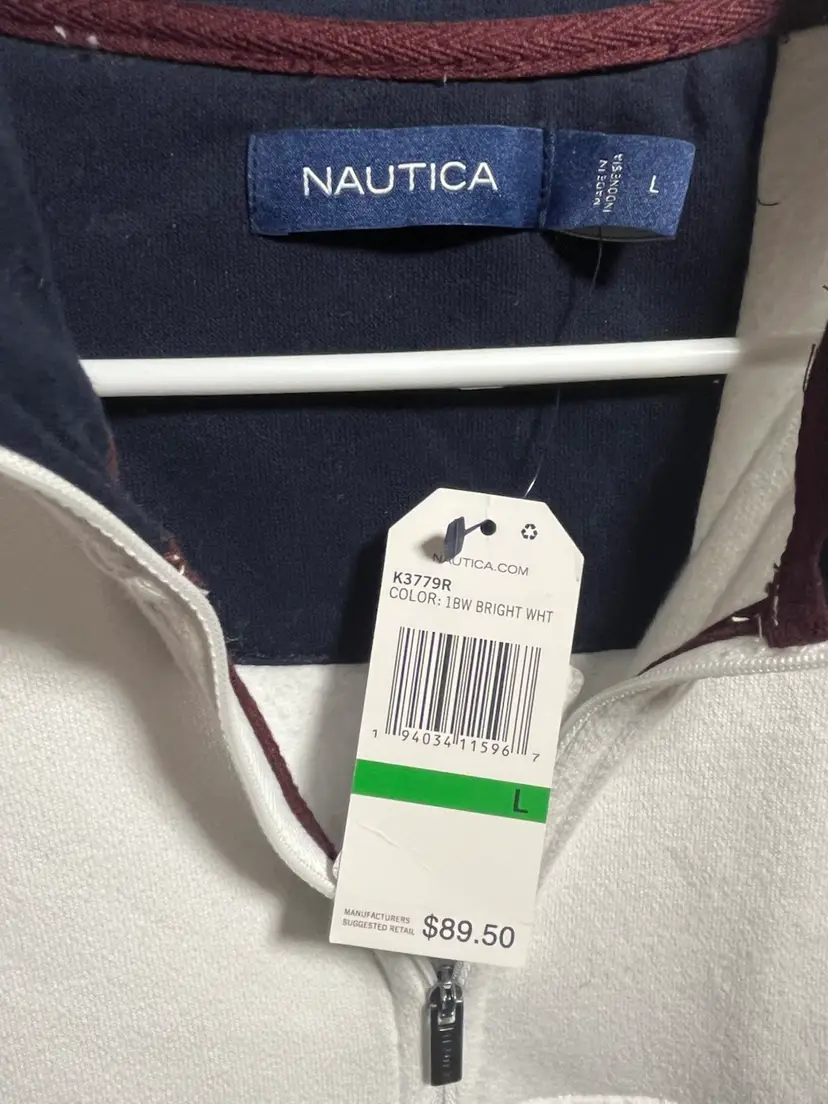 NAUTICA
MADE IN
INDONESIA
L
NAUTICA.COM
K3779R
COLOR: 1BW BRIGHT WHT
1 94034 11596 7
L
MANUFACTURERS
SUGGESTED RETAIL
$89.50